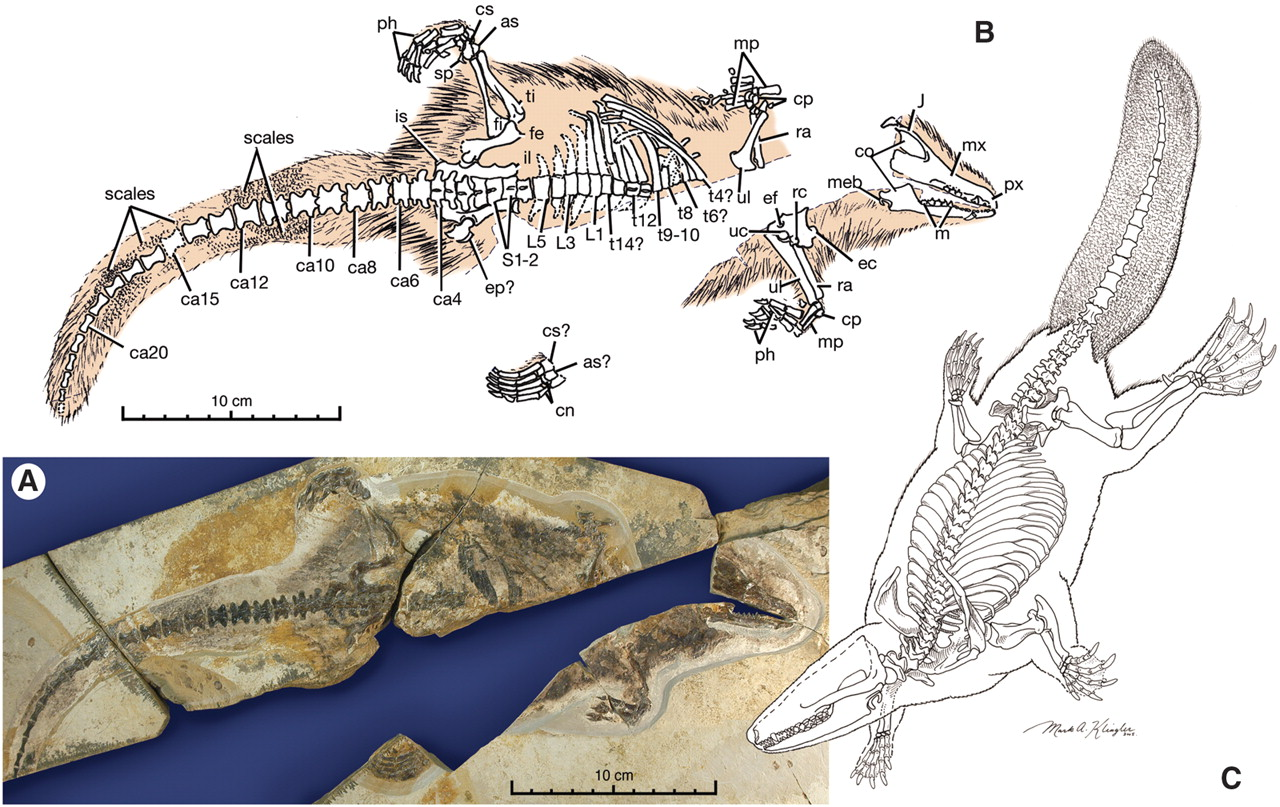 B
ph
cs
as
sp
ti
fi
fe
is
il
scales
scales
mp
cp
ra
ul
J
co
mx
meb
px
m
ef
rc
uc
ec
ul
ra
cp
mp
ph
t4?
t6?
t8
t9-10
t12
t14?
L1
L3
L5
S1-2
ep?
ca4
ca6
ca8
ca10
ca12
ca15
ca20
10 cm
cs?
as?
cn
A
10 cm
Mark A. Klingler
C